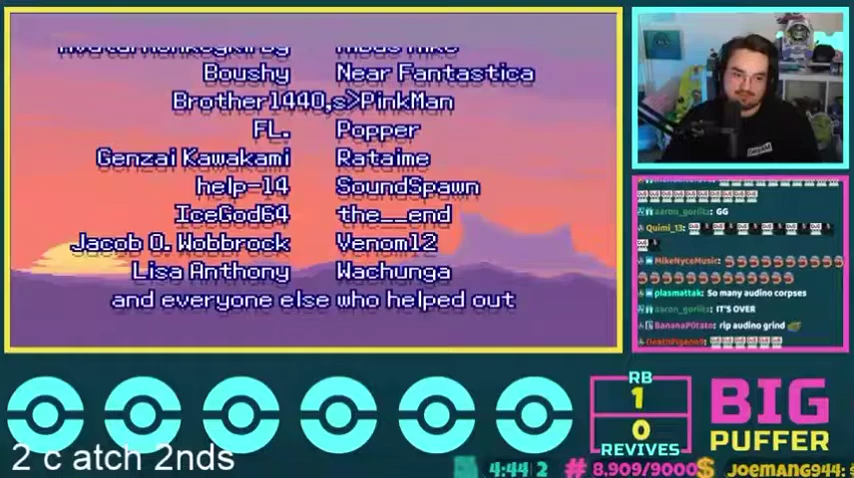 Boushy Near Fantastica
Brother1440,s>PinkMan
FL. Popper
Genzai Kawakami Rataime
help-14 SoundSpawn
IceGod64 the__end
Jacob O. Wobbrock Venom12
Lisa Anthony Wachunga
and everyone else who helped out
aaron_gorilla: GG
Quimi_13:
MikeNyceMusic:
plasmattak: So many audino corpses
aaron_gorilla: IT'S OVER
BananaP0tato: rip audino grind
RB
1
0
REVIVES
BIG
PUFFER
2 c atch 2nds
4:44 2
# 8,909/9000
$ JOEMANG944: